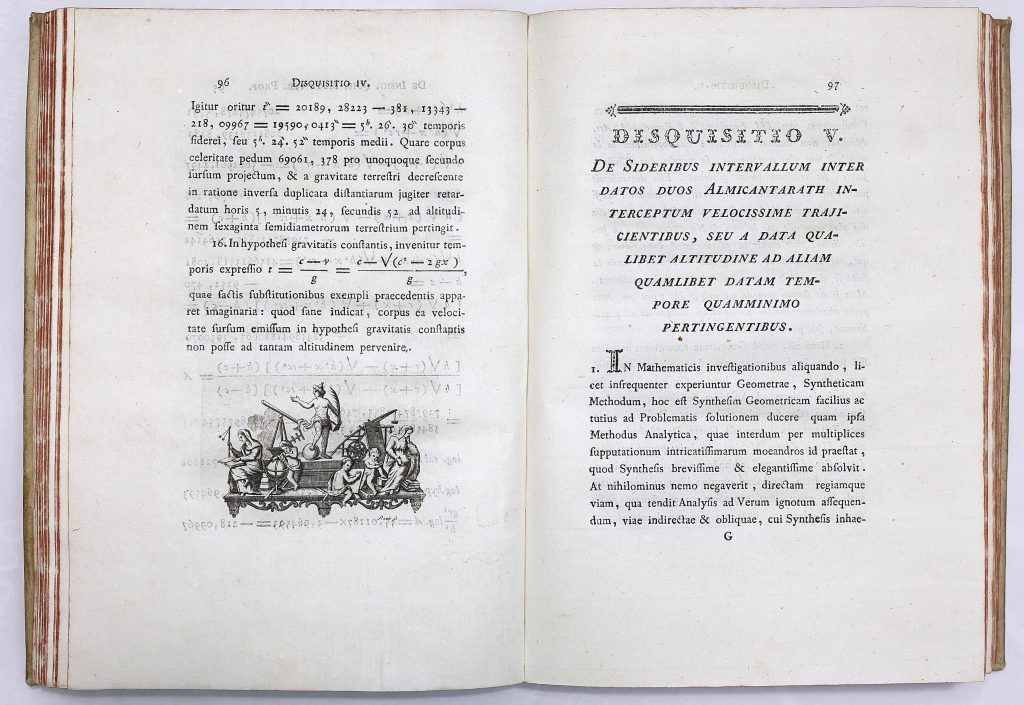 96 DISQUISITIO IV.
Igitur oritur t" = 20189, 28223 — 381, 13343 —
218, 09967 = 19590, 0413" = 5h. 26'. 30" temporis
siderei, seu 5h. 24'. 52" temporis medii. Quare corpus
celeritate pedum 69061, 378 pro unoquoque secundo
sursum projectum, & a gravitate terrestri decrescente
in ratione inversa duplicata distantiarum jugiter retar-
datum horis 5, minutis 24, secundis 52 ad altitudi-
nem sexaginta semidiametrorum terrestrium pertingit.
16. In hypothesi gravitatis constantis, invenitur tem-
poris expressio t = (c — v)/g = (c — √(c² — 2gx))/g,
quae factis substitutionibus exempli praecedentis appa-
ret imaginaria: quod sane indicat, corpus ea veloci-
tate sursum emissum in hypothesi gravitatis constantis
non posse ad tantam altitudinem pervenire.
97
DISQUISITIO V.
DE SIDERIBUS INTERVALLUM INTER
DATOS DUOS ALMICANTARATH IN-
TERCEPTUM VELOCISSIME TRAJI-
CIENTIBUS, SEU A DATA QUA-
LIBET ALTITUDINE AD ALIAM
QUAMLIBET DATAM TEM-
PORE QUAMMINIMO
PERTINGENTIBUS.
1. IN Mathematicis investigationibus aliquando, li-
cet infrequenter experiuntur Geometrae, Syntheticam
Methodum, hoc est Synthesim Geometricam facilius ac
tutius ad Problematis solutionem ducere quam ipsa
Methodus Analytica, quae interdum per multiplices
supputationum intricatissimarum moeandros id praestat,
quod Synthesis brevissime & elegantissime absolvit.
At nihilominus nemo negaverit, directam regiamque
viam, qua tendit Analysis ad Verum ignotum assequen-
dum, viae indirectae & obliquae, cui Synthesis inhae-
G